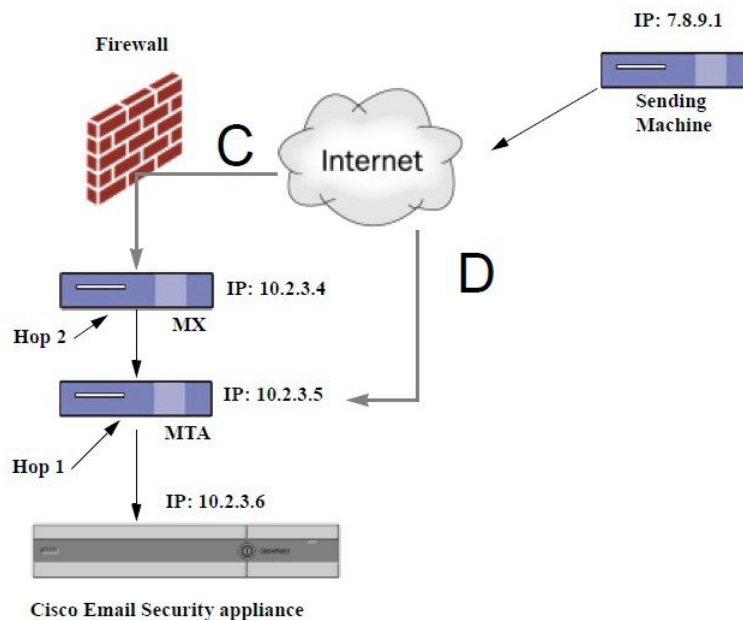 IP: 7.8.9.1
Firewall
Sending
Machine
C
Internet
D
IP: 10.2.3.4
MX
Hop 2
IP: 10.2.3.5
MTA
Hop 1
IP: 10.2.3.6
Cisco Email Security appliance